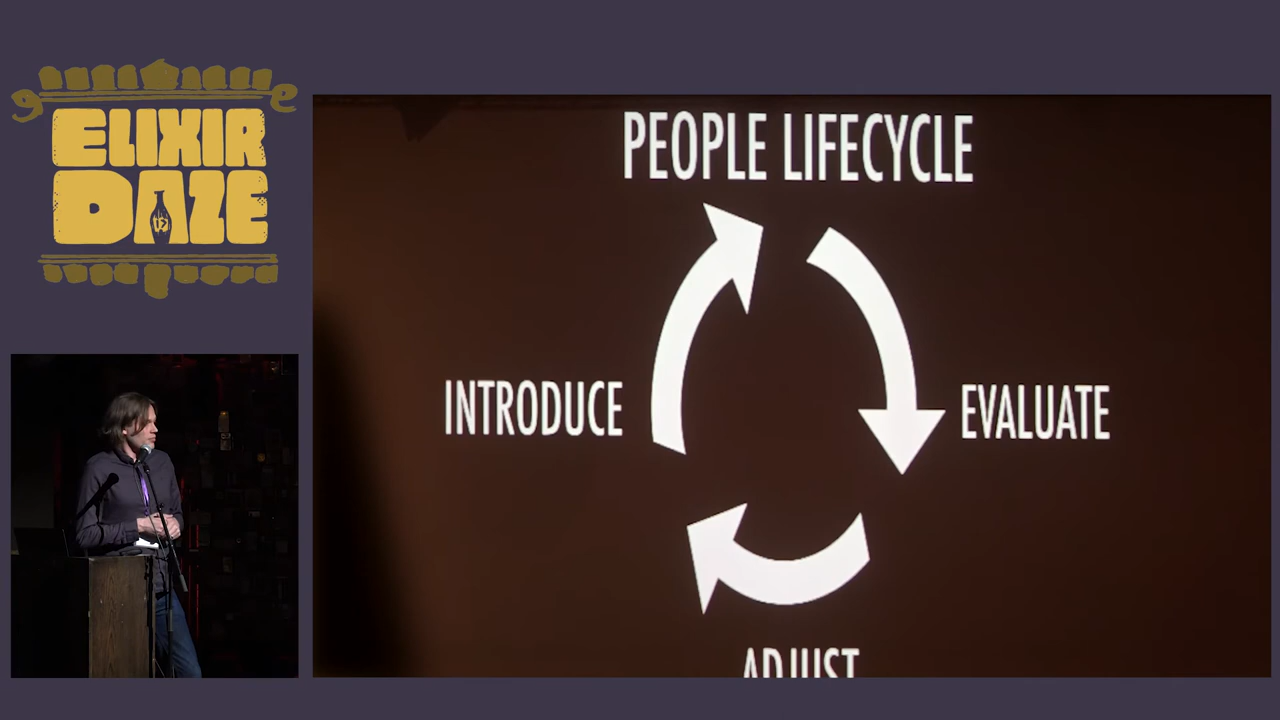 ELIXIR
DAZE
PEOPLE LIFECYCLE
INTRODUCE
EVALUATE
ADJUST